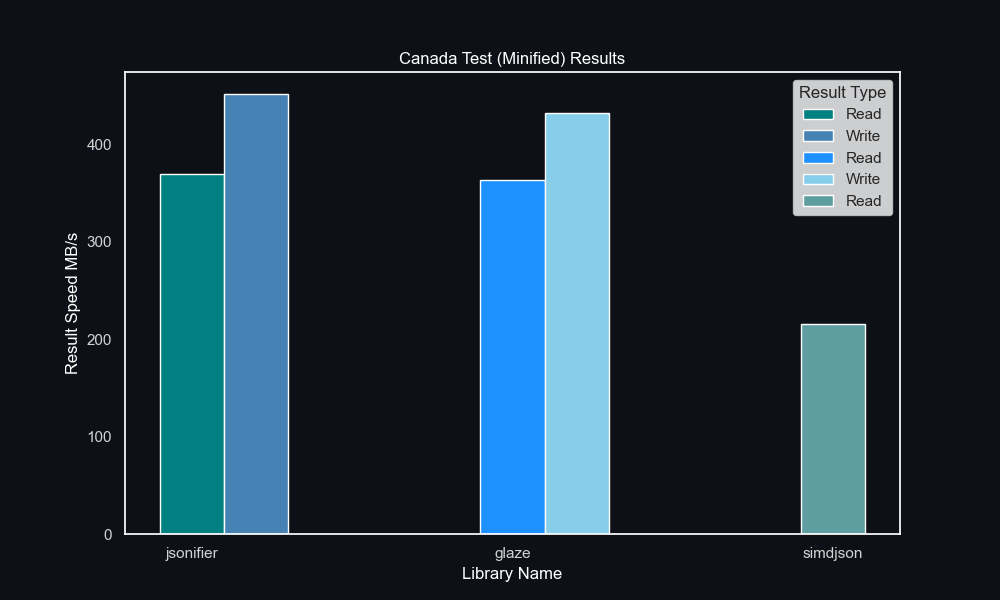 Canada Test (Minified) Results
Result Type
Read
Write
Read
Write
Read
Result Speed MB/s
400
300
200
100
0
jsonifier
glaze
simdjson
Library Name